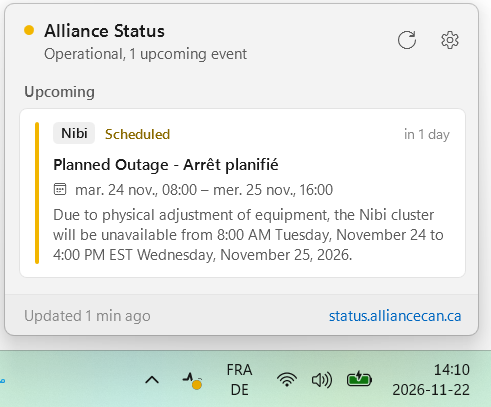 Alliance Status
Operational, 1 upcoming event
Upcoming
Nibi Scheduled in 1 day
Planned Outage - Arrêt planifié
mar. 24 nov., 08:00 – mer. 25 nov., 16:00
Due to physical adjustment of equipment, the Nibi cluster
will be unavailable from 8:00 AM Tuesday, November 24 to
4:00 PM EST Wednesday, November 25, 2026.
Updated 1 min ago status.alliancecan.ca
FRA 14:10
DE 2026-11-22